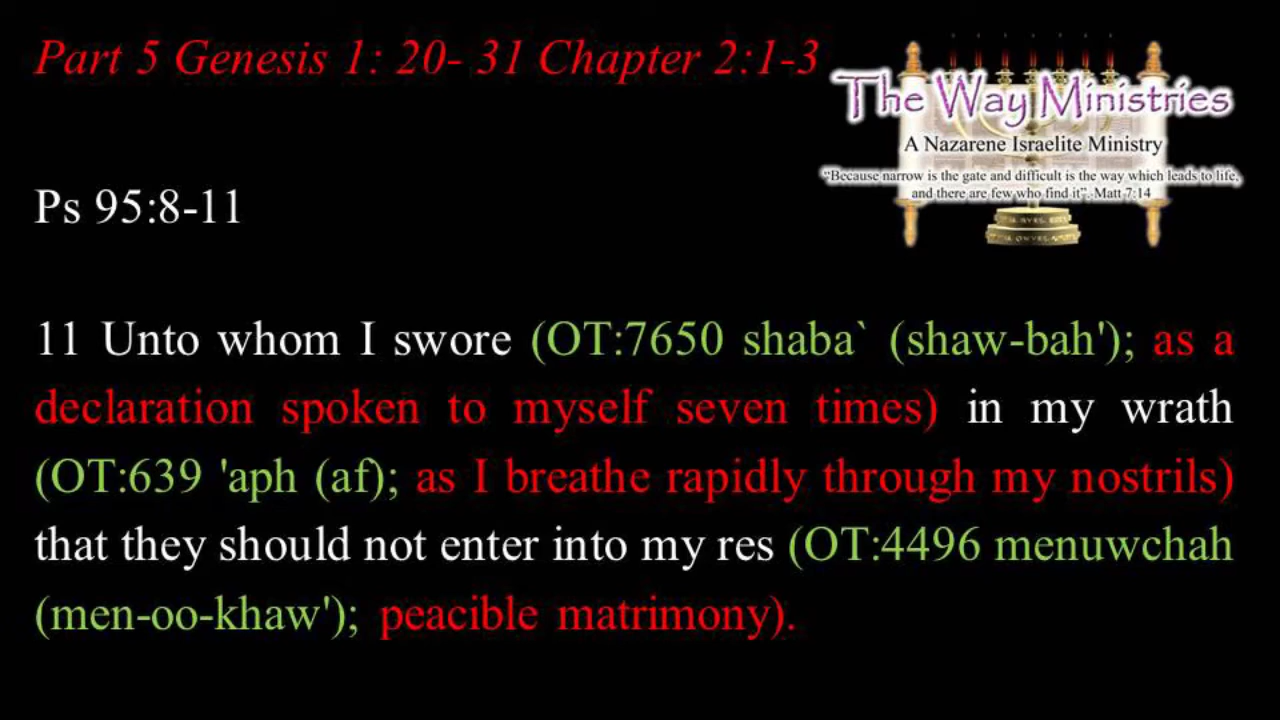 Part 5 Genesis 1: 20- 31 Chapter 2:1-3
The Way Ministries
A Nazarene Israelite Ministry
“Because narrow is the gate and difficult is the way which leads to life,
and there are few who find it”. Matt 7:14
Ps 95:8-11
11 Unto whom I swore (OT:7650 shaba` (shaw-bah'); as a
declaration spoken to myself seven times) in my wrath
(OT:639 'aph (af); as I breathe rapidly through my nostrils)
that they should not enter into my res (OT:4496 menuwchah
(men-oo-khaw'); peacible matrimony).